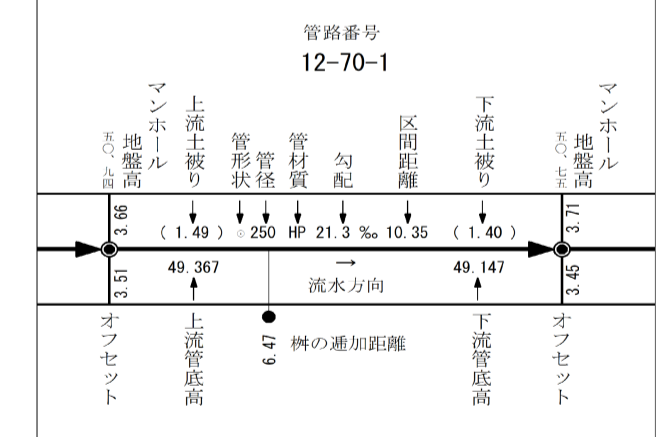 管路番号
12-70-1
マンホール
地盤高
五〇、九四
上流土被り
管形状
管径
管材質
勾配
区間距離
下流土被り
マンホール
地盤高
五〇、七五
3.66
( 1.49 ) ◎ 250 HP 21.3 ‰ 10.35 ( 1.40 )
3.71
3.51
49.367
→
流水方向
49.147
3.45
オフセット
上流管底高
6.47
桝の逓加距離
下流管底高
オフセット